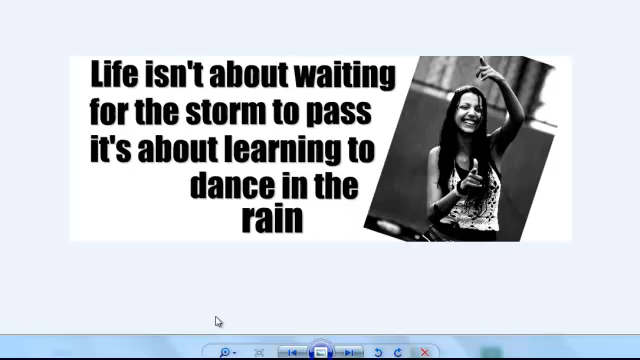 Life isn't about waiting
for the storm to pass
it's about learning to
dance in the
rain